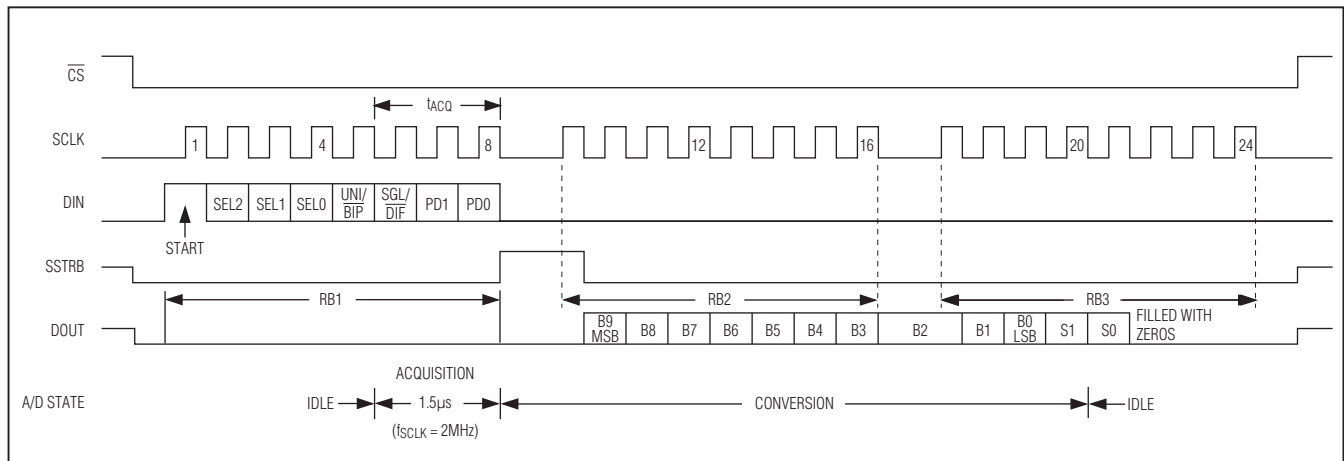 CS
tACQ
SCLK 1 4 8 12 16 20 24
DIN SEL2 SEL1 SEL0 UNI/ BIP SGL/ DIF PD1 PD0
START
SSTRB
RB1 RB2 RB3
DOUT B9 MSB B8 B7 B6 B5 B4 B3 B2 B1 B0 LSB S1 S0 FILLED WITH ZEROS
ACQUISITION
A/D STATE IDLE 1.5µs CONVERSION IDLE
(fSCLK = 2MHz)